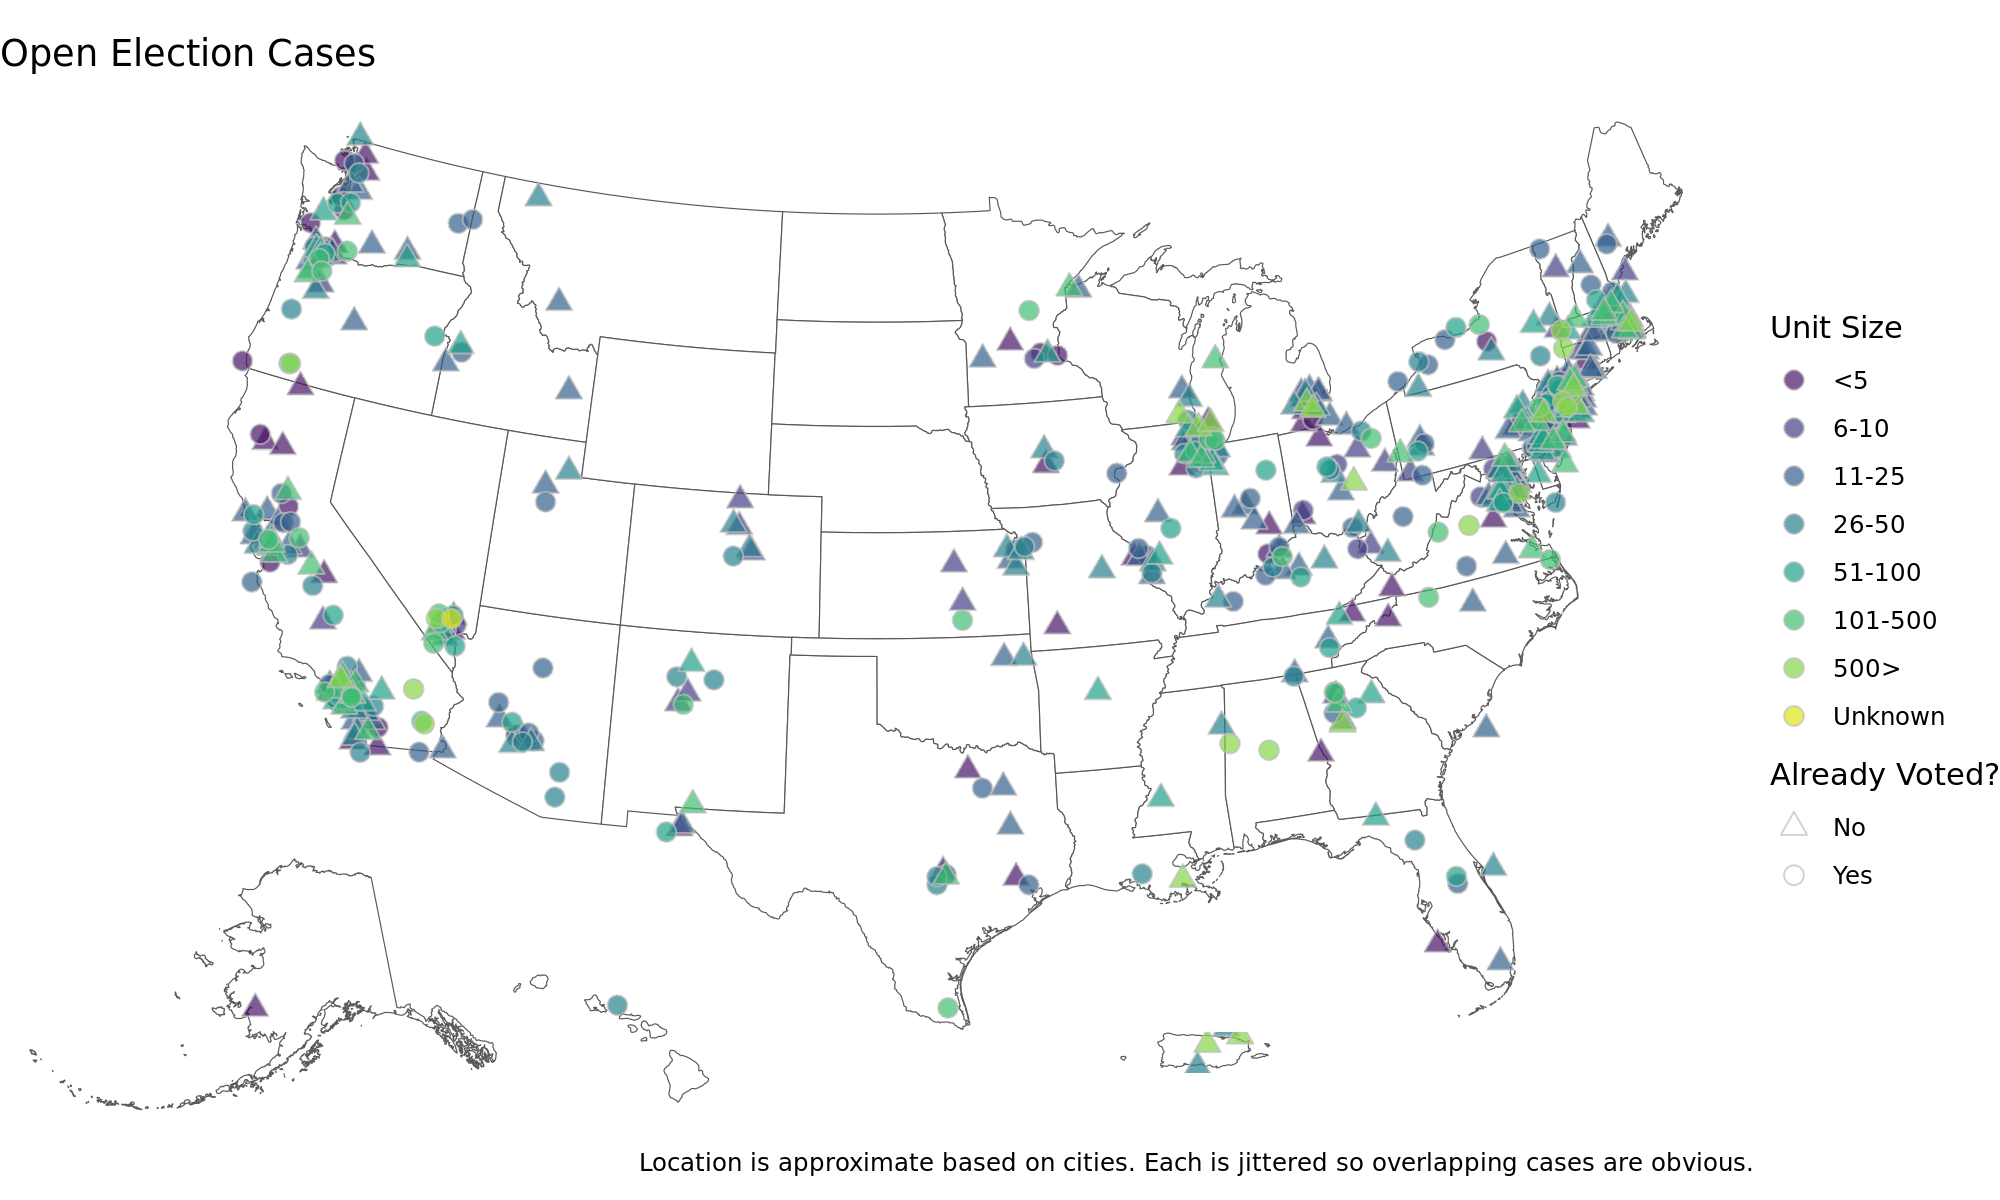 Open Election Cases
Unit Size
<5
6-10
11-25
26-50
51-100
101-500
500>
Unknown
Already Voted?
No
Yes
Location is approximate based on cities. Each is jittered so overlapping cases are obvious.